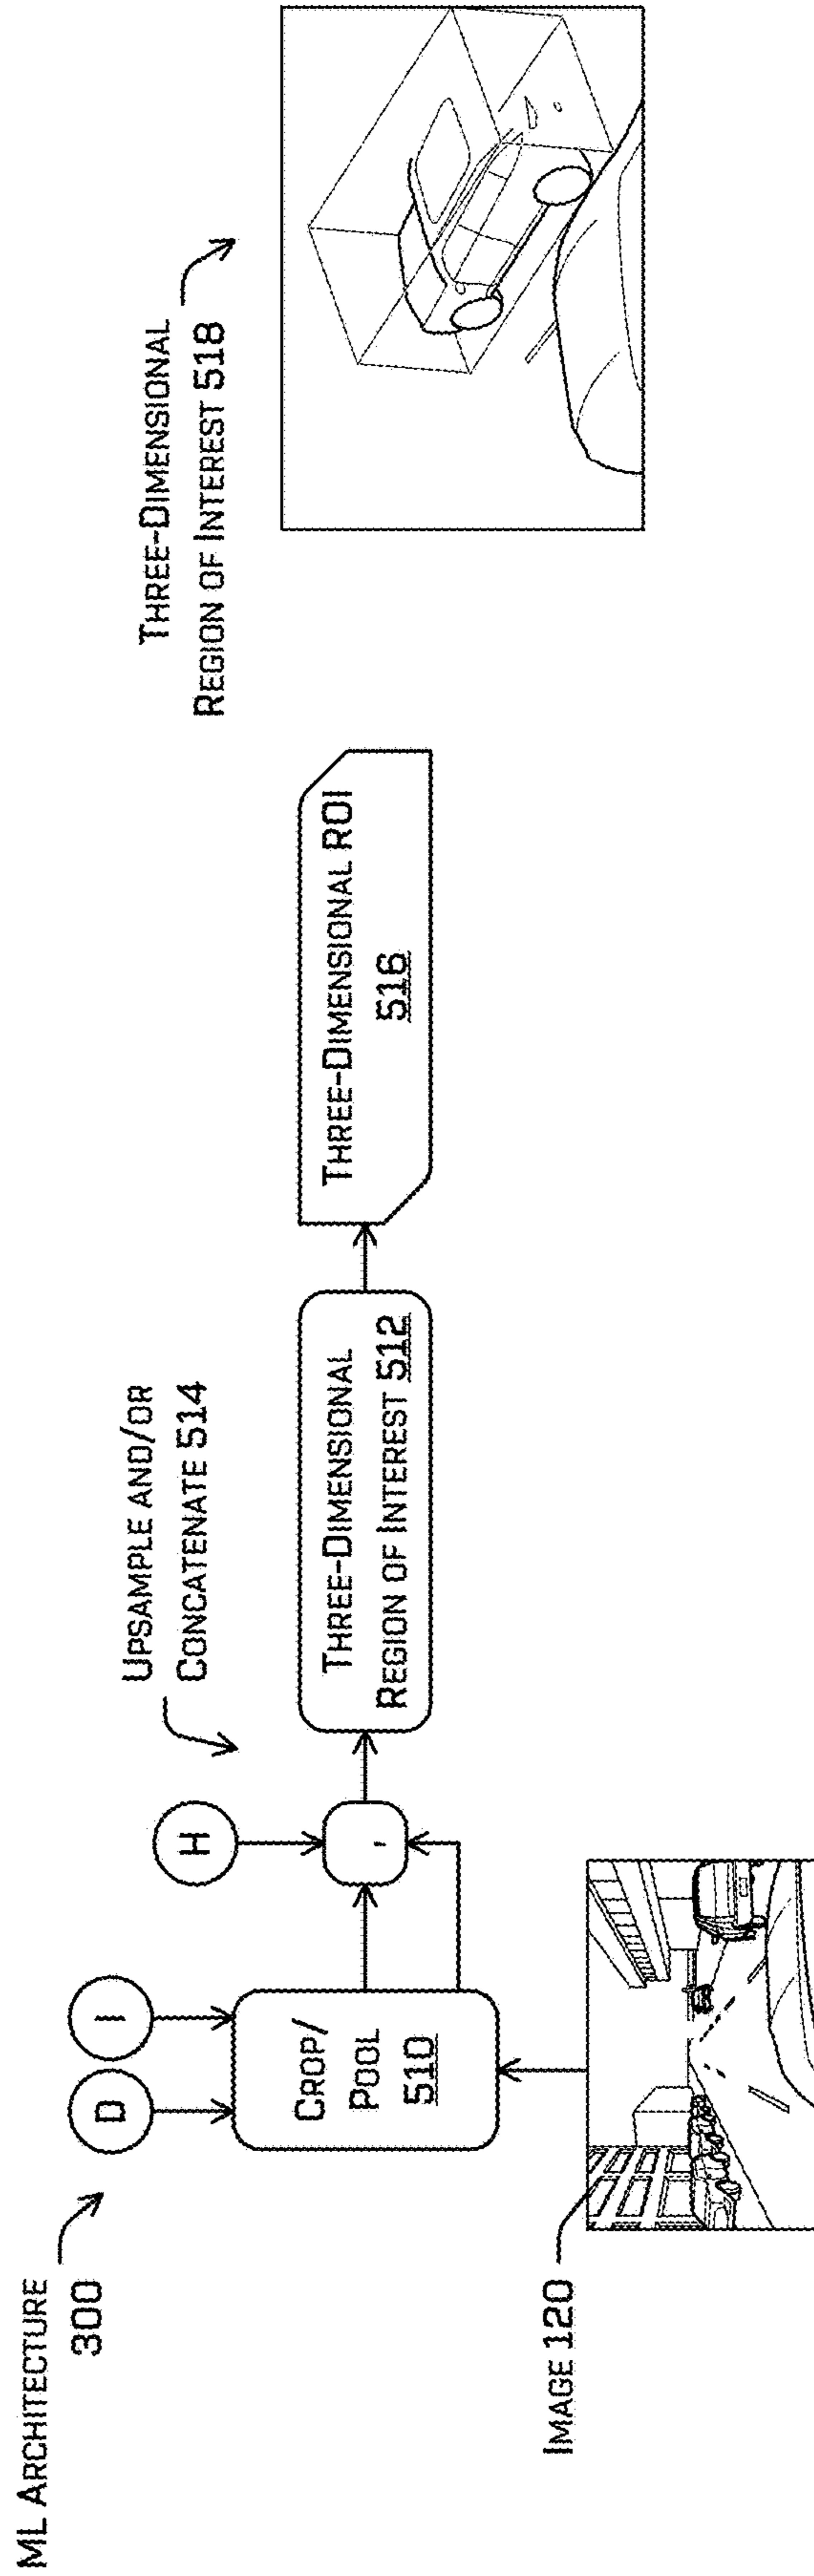 ML ARCHITECTURE
300
D
I
H
UPSAMPLE AND/OR
CONCATENATE 514
THREE-DIMENSIONAL
REGION OF INTEREST 518
CROP/
POOL
510
,
THREE-DIMENSIONAL
REGION OF INTEREST 512
THREE-DIMENSIONAL ROI
516
IMAGE 120